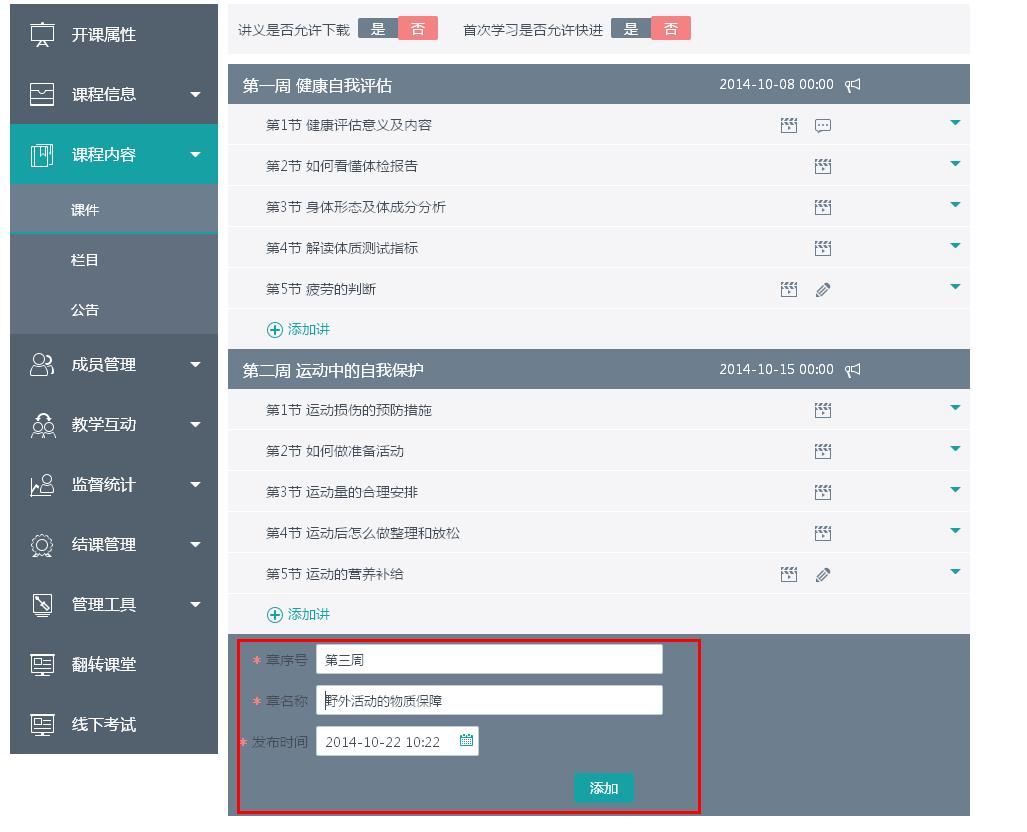 开课属性
课程信息
课程内容
课件
栏目
公告
成员管理
教学互动
监督统计
结课管理
管理工具
翻转课堂
线下考试
讲义是否允许下载 是 否 首次学习是否允许快进 是 否
第一周 健康自我评估 2014-10-08 00:00
第1节 健康评估意义及内容
第2节 如何看懂体检报告
第3节 身体形态及体成分分析
第4节 解读体质测试指标
第5节 疲劳的判断
添加讲
第二周 运动中的自我保护 2014-10-15 00:00
第1节 运动损伤的预防措施
第2节 如何做准备活动
第3节 运动量的合理安排
第4节 运动后怎么做整理和放松
第5节 运动的营养补给
添加讲
* 章序号 第三周
* 章名称 野外活动的物质保障
* 发布时间 2014-10-22 10:22
添加